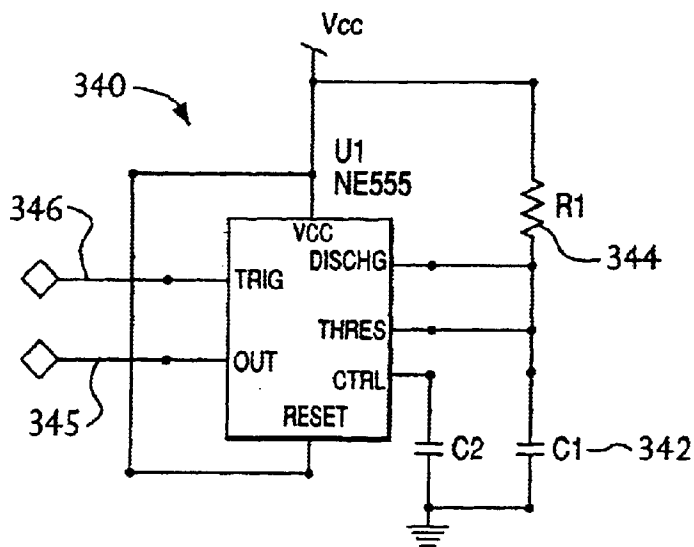 Vcc
340
U1
NE555
R1
346
VCC
DISCHG
344
TRIG
THRES
OUT
CTRL
345
RESET
C2
C1
342